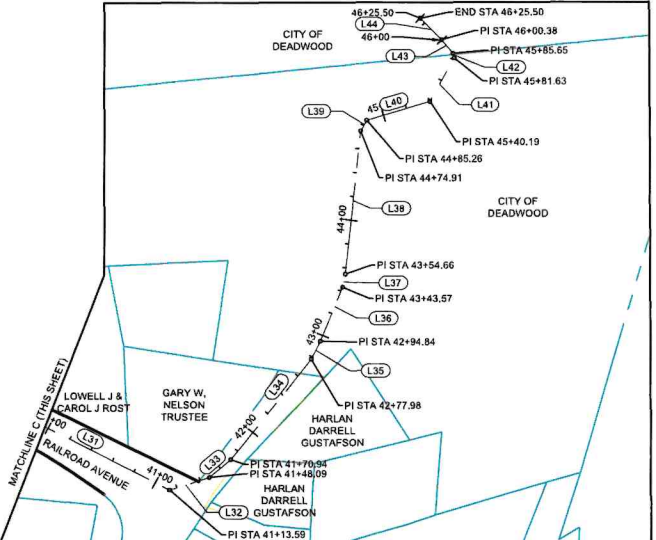 46+25.50
END STA 46+25.50
L44
PI STA 46+00.38
46+00
CITY OF
DEADWOOD
PI STA 45+85.65
L43
L42
PI STA 45+81.63
L41
45
L40
L39
PI STA 45+40.19
PI STA 44+85.26
PI STA 44+74.91
CITY OF
DEADWOOD
L38
44+00
PI STA 43+54.66
L37
PI STA 43+43.57
L36
43+00
PI STA 42+94.84
L35
L34
PI STA 42+77.98
MATCHLINE C (THIS SHEET)
LOWELL J &
CAROL J ROST
GARY W,
NELSON
TRUSTEE
HARLAN
DARRELL
GUSTAFSON
42+00
+00
L31
RAILROAD AVENUE
41+00
L33
PI STA 41+70.94
PI STA 41+48.09
HARLAN
DARRELL
GUSTAFSON
L32
PI STA 41+13.59